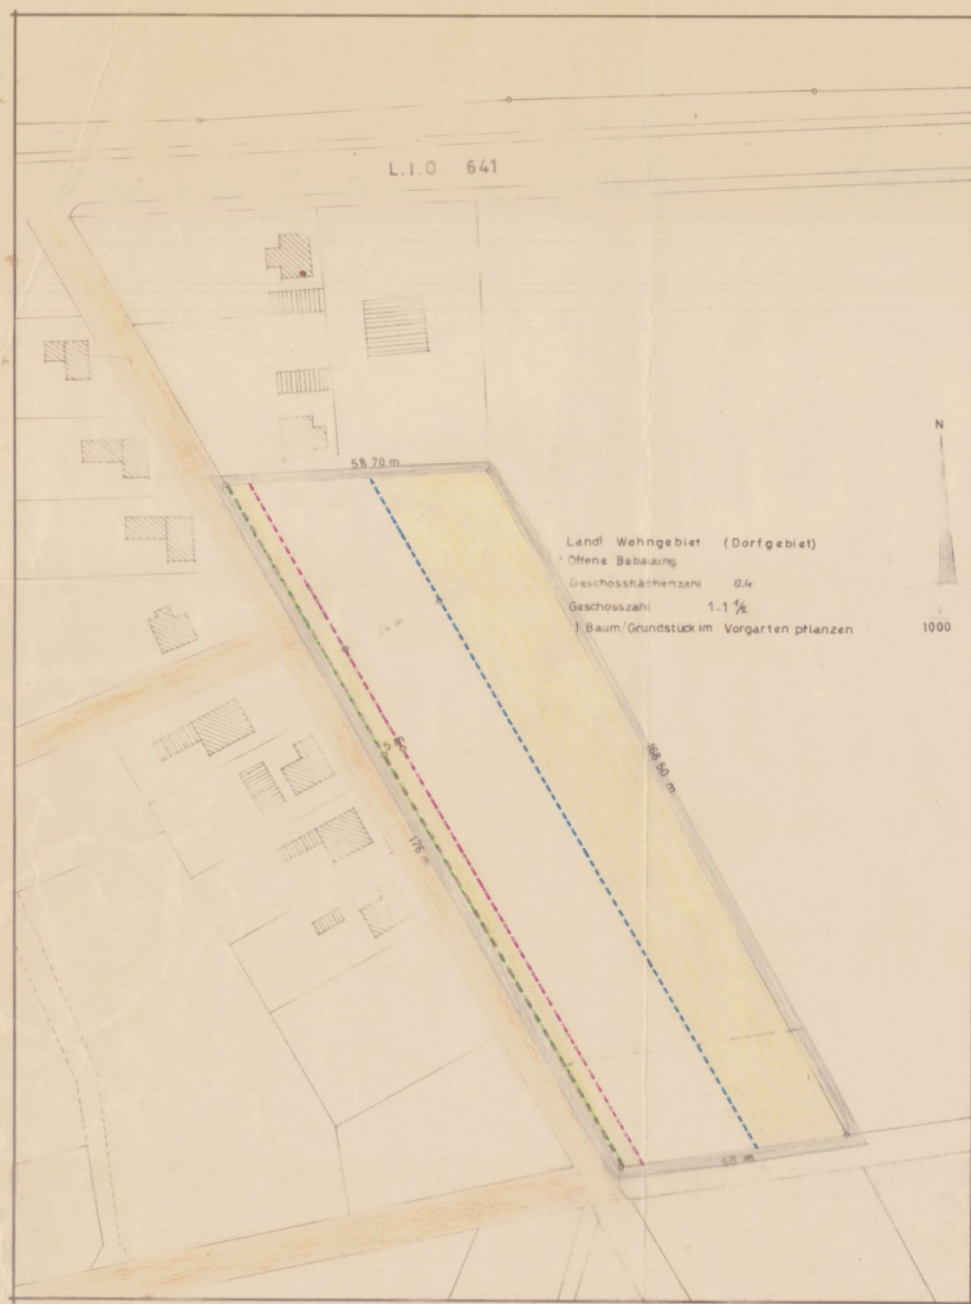 L.I.O 641
58.70 m.
N
Landl Wohngebiet (Dorfgebiet)
Offene Bebauung
Geschossflächenzahl 0.4
Geschosszahl 1-1 ½
1 Baum/Grundstück im Vorgarten pflanzen
1000
5 m
168.50 m.
176 m